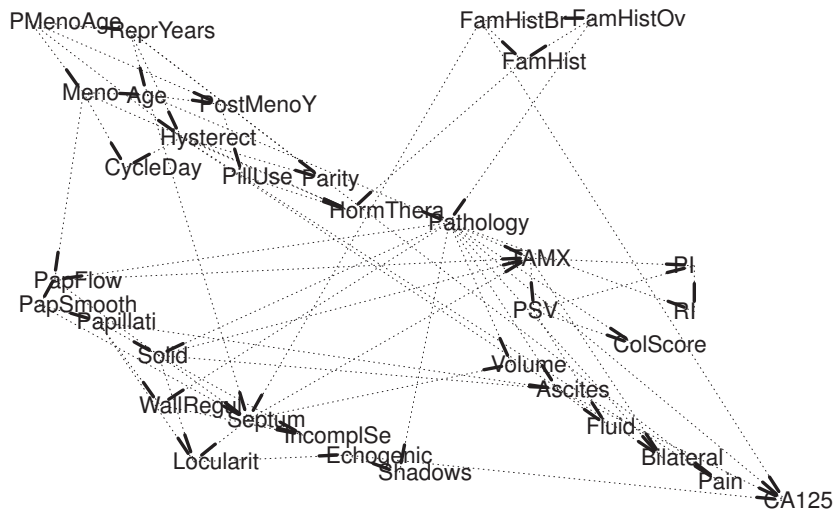 PMenoAge
ReprYears
FamHistBr
FamHistOv
FamHist
Meno
Age
PostMenoY
Hysterect
CycleDay
PillUse
Parity
HormThera
Pathology
TAMX
PI
PapFlow
PapSmooth
Papillati
PSV
RI
Solid
ColScore
Volume
Ascites
WallRegul
Septum
Fluid
IncomplSe
Locularit
Echogenic
Shadows
Bilateral
Pain
CA125